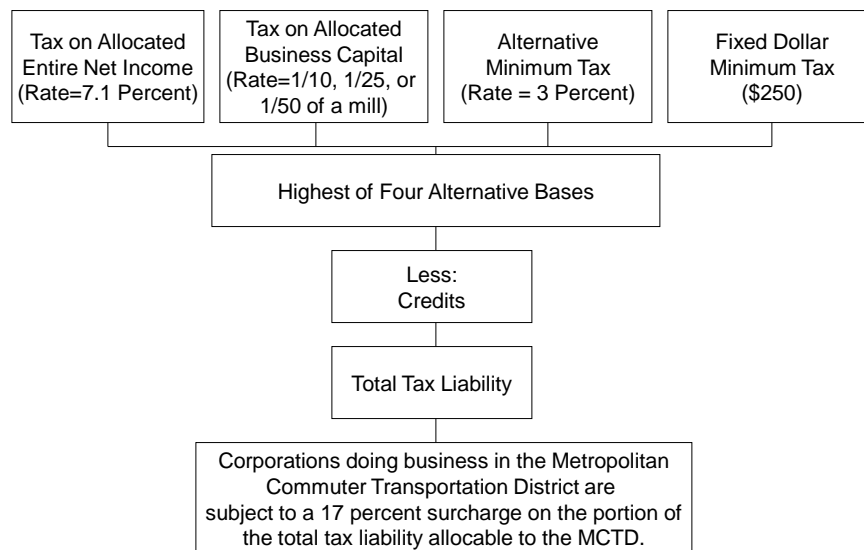 Tax on Allocated
Entire Net Income
(Rate=7.1 Percent)
Tax on Allocated
Business Capital
(Rate=1/10, 1/25, or
1/50 of a mill)
Alternative
Minimum Tax
(Rate = 3 Percent)
Fixed Dollar
Minimum Tax
($250)
Highest of Four Alternative Bases
Less:
Credits
Total Tax Liability
Corporations doing business in the Metropolitan
Commuter Transportation District are
subject to a 17 percent surcharge on the portion of
the total tax liability allocable to the MCTD.